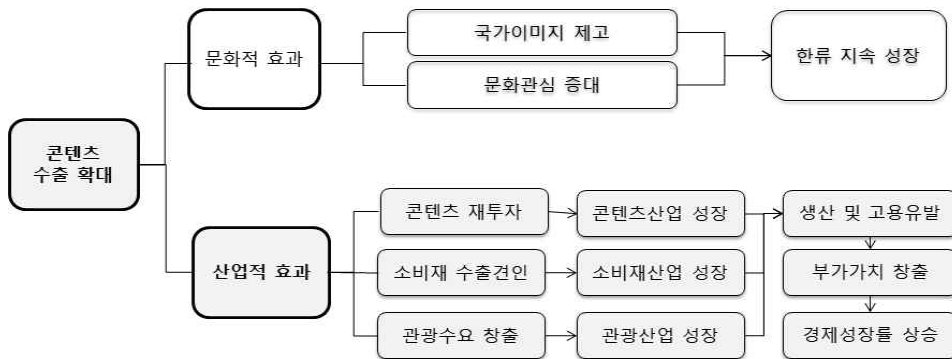 문화적 효과
국가이미지 제고
문화관심 증대
한류 지속 성장
콘텐츠
수출 확대
산업적 효과
콘텐츠 재투자
콘텐츠산업 성장
생산 및 고용유발
소비재 수출견인
소비재산업 성장
부가가치 창출
관광수요 창출
관광산업 성장
경제성장률 상승